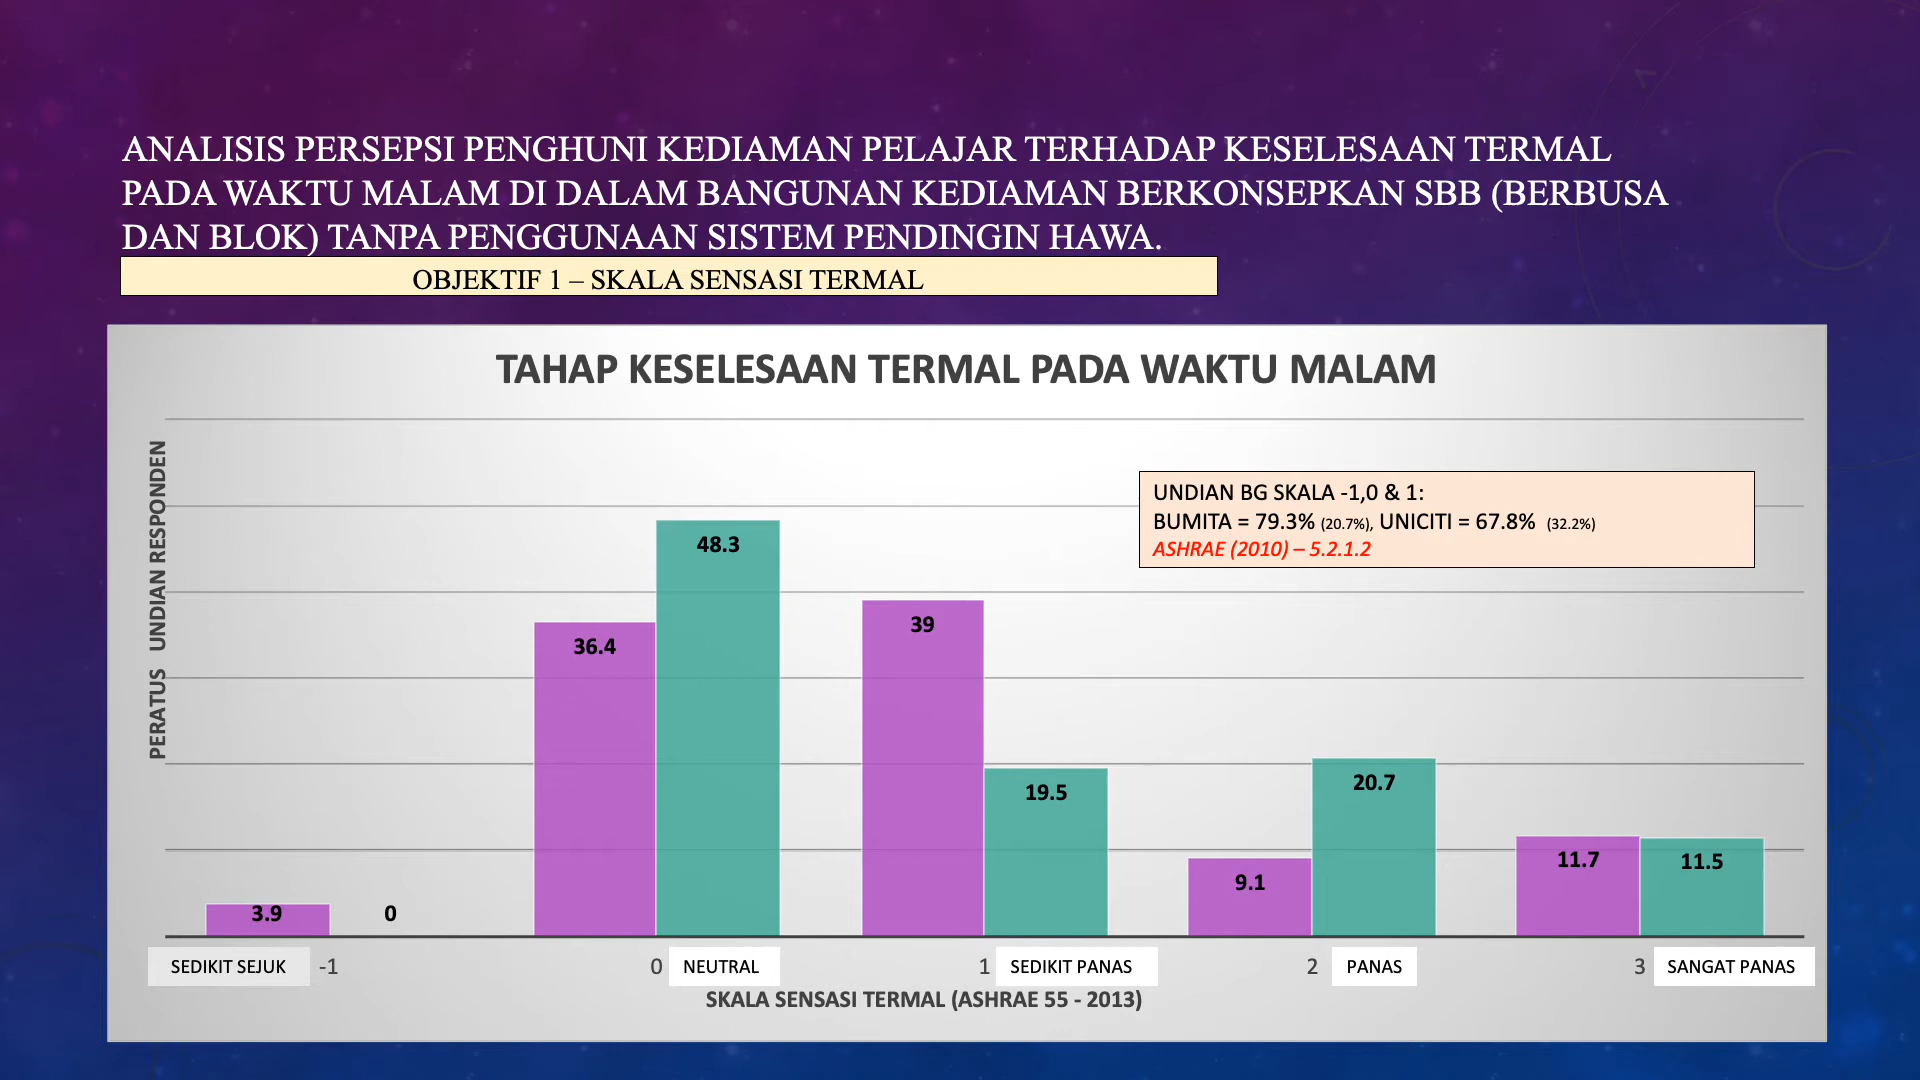 ANALISIS PERSEPSI PENGHUNI KEDIAMAN PELAJAR TERHADAP KESELESAAN TERMAL
PADA WAKTU MALAM DI DALAM BANGUNAN KEDIAMAN BERKONSEPKAN SBB (BERBUSA
DAN BLOK) TANPA PENGGUNAAN SISTEM PENDINGIN HAWA.
OBJEKTIF 1 – SKALA SENSASI TERMAL
TAHAP KESELESAAN TERMAL PADA WAKTU MALAM
PERATUS UNDIAN RESPONDEN
UNDIAN BG SKALA -1,0 & 1:
BUMITA = 79.3% (20.7%), UNICITI = 67.8% (32.2%)
ASHRAE (2010) – 5.2.1.2
3.9 0
36.4 48.3
39 19.5
9.1 20.7
11.7 11.5
SEDIKIT SEJUK -1 0 NEUTRAL 1 SEDIKIT PANAS 2 PANAS 3 SANGAT PANAS
SKALA SENSASI TERMAL (ASHRAE 55 - 2013)